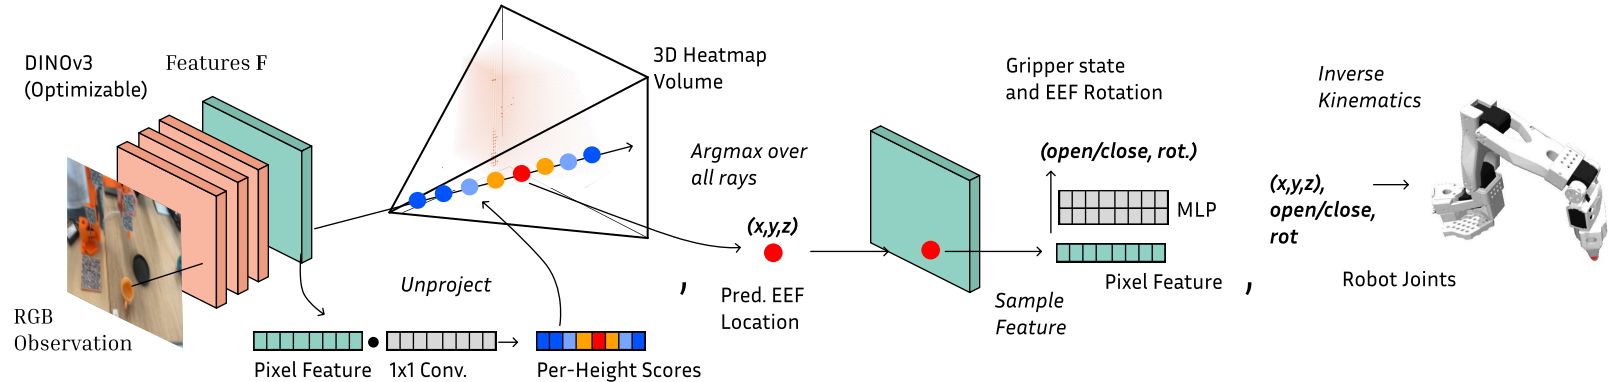 DINOv3
(Optimizable)
Features F
RGB
Observation
Pixel Feature
1x1 Conv.
Per-Height Scores
Unproject
3D Heatmap
Volume
Argmax over
all rays
(x,y,z)
,
Pred. EEF
Location
Sample
Feature
Gripper state
and EEF Rotation
(open/close, rot.)
MLP
Pixel Feature
,
Inverse
Kinematics
(x,y,z),
open/close,
rot
Robot Joints